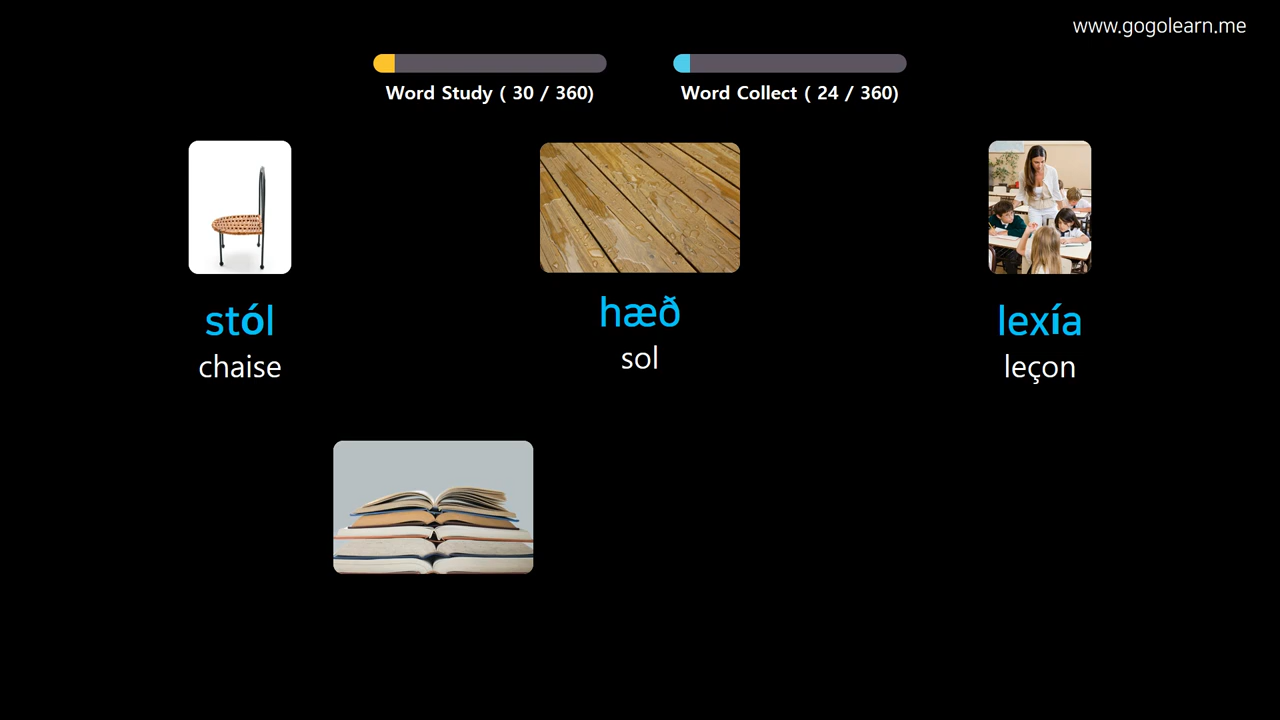 www.gogolearn.me
Word Study ( 30 / 360)
Word Collect ( 24 / 360)
stól
chaise
hæð
sol
lexía
leçon